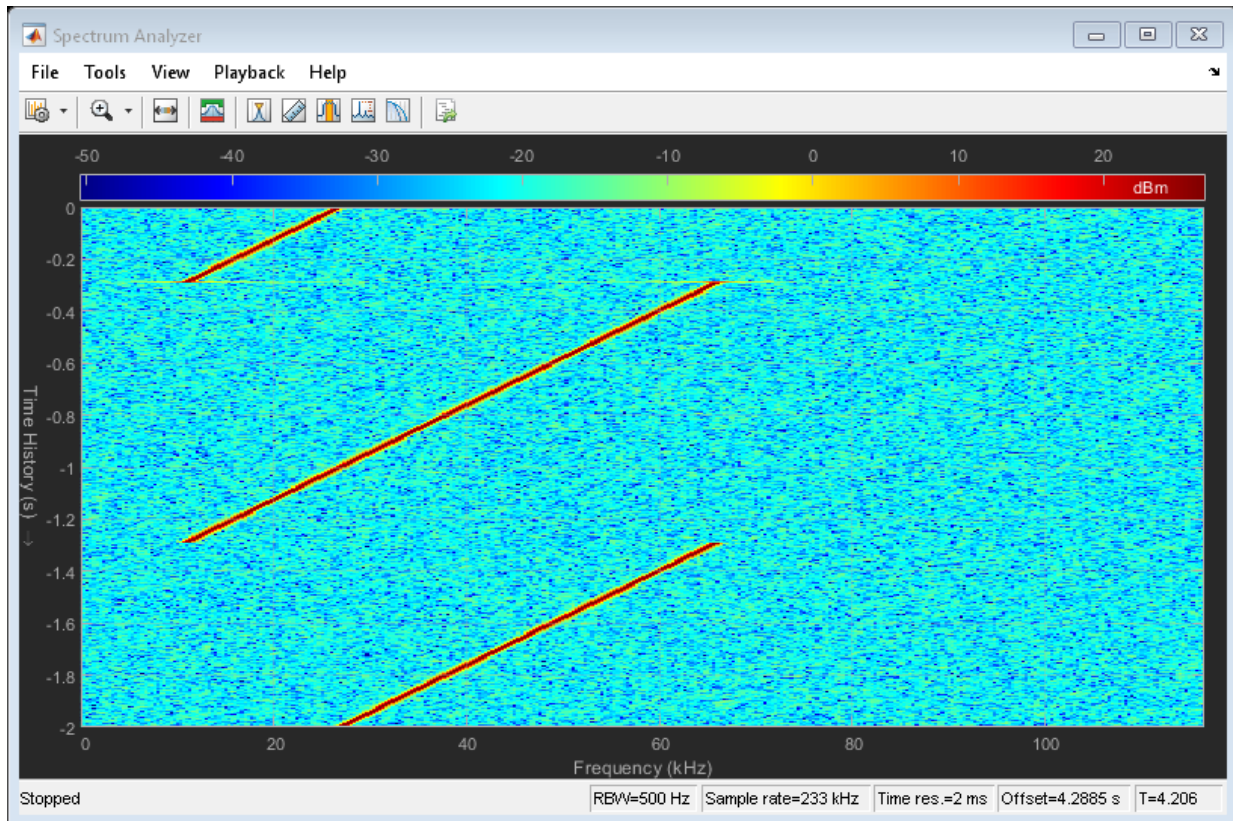 Spectrum Analyzer
File Tools View Playback Help
-50 -40 -30 -20 -10 0 10 20
dBm
0
-0.2
-0.4
-0.6
-0.8
-1
-1.2
-1.4
-1.6
-1.8
-2
Time History (s) →
0 20 40 60 80 100
Frequency (kHz)
Stopped RBW=500 Hz Sample rate=233 kHz Time res.=2 ms Offset=4.2885 s T=4.206